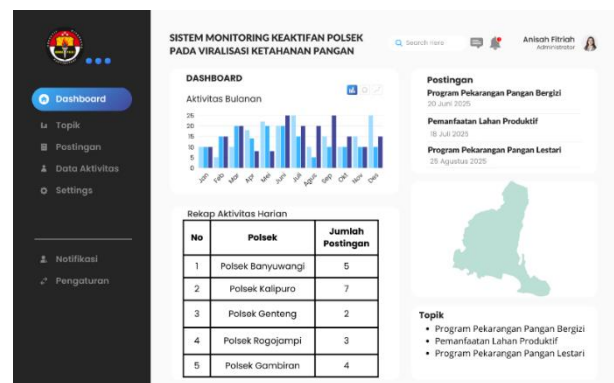 SISTEM MONITORING KEAKTIFAN POLSEK
PADA VIRALISASI KETAHANAN PANGAN
Search here
Anisah Fitriah
Administrator
Dashboard
Topik
Postingan
Data Aktivitas
Settings
Notifikasi
Pengaturan
DASHBOARD
Aktivitas Bulanan
25
20
15
10
5
0
Jan Feb Mar Apr Mei Juni Juli Agus Sep Okt Nov Des
Rekap Aktivitas Harian
No Polsek Jumlah Postingan
1 Polsek Banyuwangi 5
2 Polsek Kalipuro 7
3 Polsek Genteng 2
4 Polsek Rogojampi 3
5 Polsek Gambiran 4
Postingan
Program Pekarangan Pangan Bergizi
20 Juni 2025
Pemanfaatan Lahan Produktif
18 Juli 2025
Program Pekarangan Pangan Lestari
25 Agustus 2025
Topik
• Program Pekarangan Pangan Bergizi
• Pemanfaatan Lahan Produktif
• Program Pekarangan Pangan Lestari